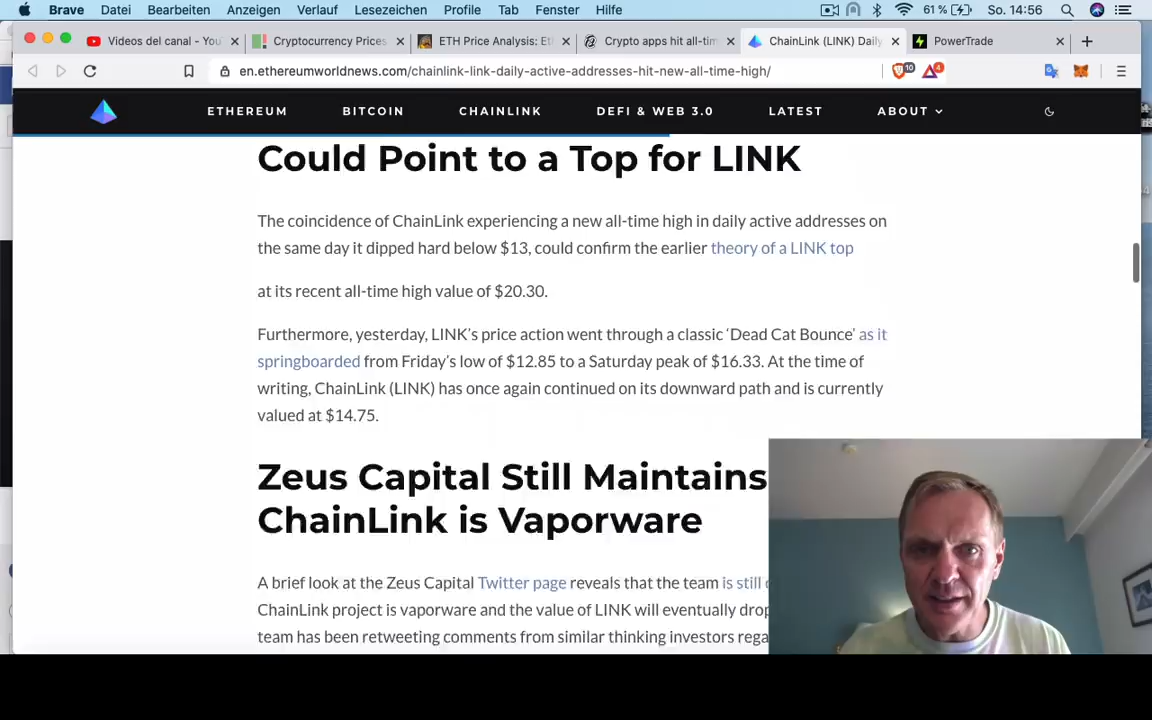 Brave Datei Bearbeiten Anzeigen Verlauf Lesezeichen Profile Tab Fenster Hilfe 61 % So. 14:56
Videos del canal - You Cryptocurrency Prices ETH Price Analysis: Eth Crypto apps hit all-tim ChainLink (LINK) Daily PowerTrade
en.ethereumworldnews.com/chainlink-link-daily-active-addresses-hit-new-all-time-high/ 10 4
ETHEREUM BITCOIN CHAINLINK DEFI & WEB 3.0 LATEST ABOUT
Could Point to a Top for LINK
The coincidence of ChainLink experiencing a new all-time high in daily active addresses on
the same day it dipped hard below $13, could confirm the earlier theory of a LINK top
at its recent all-time high value of $20.30.
Furthermore, yesterday, LINK’s price action went through a classic ‘Dead Cat Bounce’ as it
springboarded from Friday’s low of $12.85 to a Saturday peak of $16.33. At the time of
writing, ChainLink (LINK) has once again continued on its downward path and is currently
valued at $14.75.
Zeus Capital Still Maintains
ChainLink is Vaporware
A brief look at the Zeus Capital Twitter page reveals that the team is still
ChainLink project is vaporware and the value of LINK will eventually drop
team has been retweeting comments from similar thinking investors rega